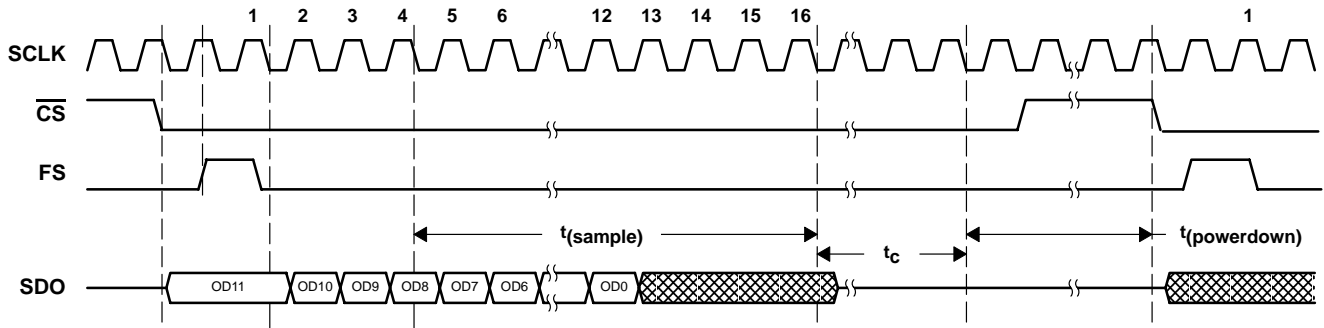 1 2 3 4 5 6 12 13 14 15 16 1
SCLK
CS
FS
t(sample)
t(powerdown)
tc
SDO OD11 OD10 OD9 OD8 OD7 OD6 OD0